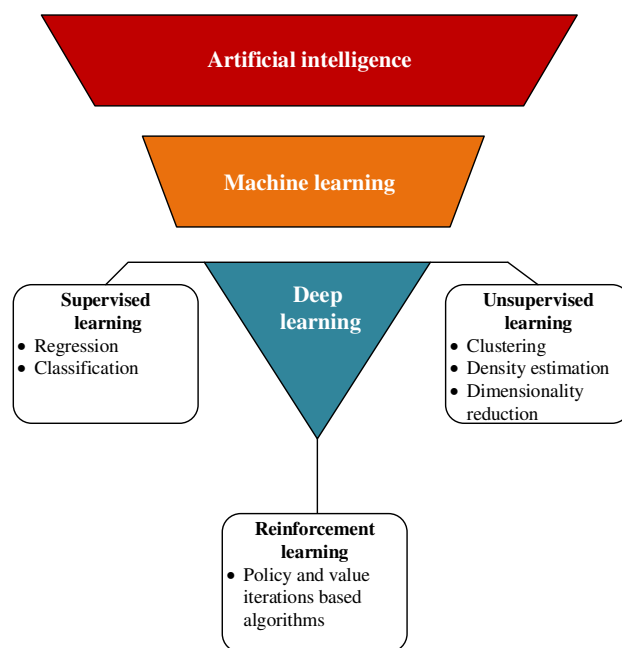 Artificial intelligence
Machine learning
Deep
learning
Supervised
learning
• Regression
• Classification
Unsupervised
learning
• Clustering
• Density estimation
• Dimensionality
reduction
Reinforcement
learning
• Policy and value
iterations based
algorithms